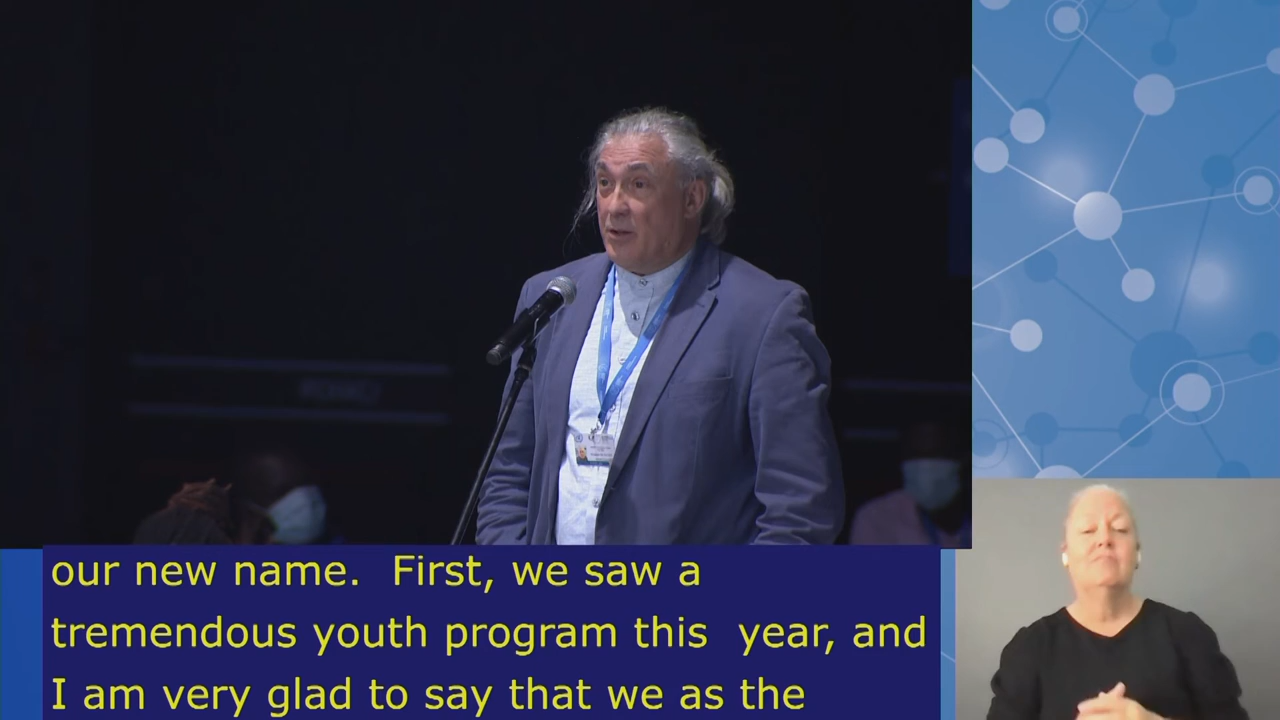 our new name.  First, we saw a
tremendous youth program this  year, and
I am very glad to say that we as the